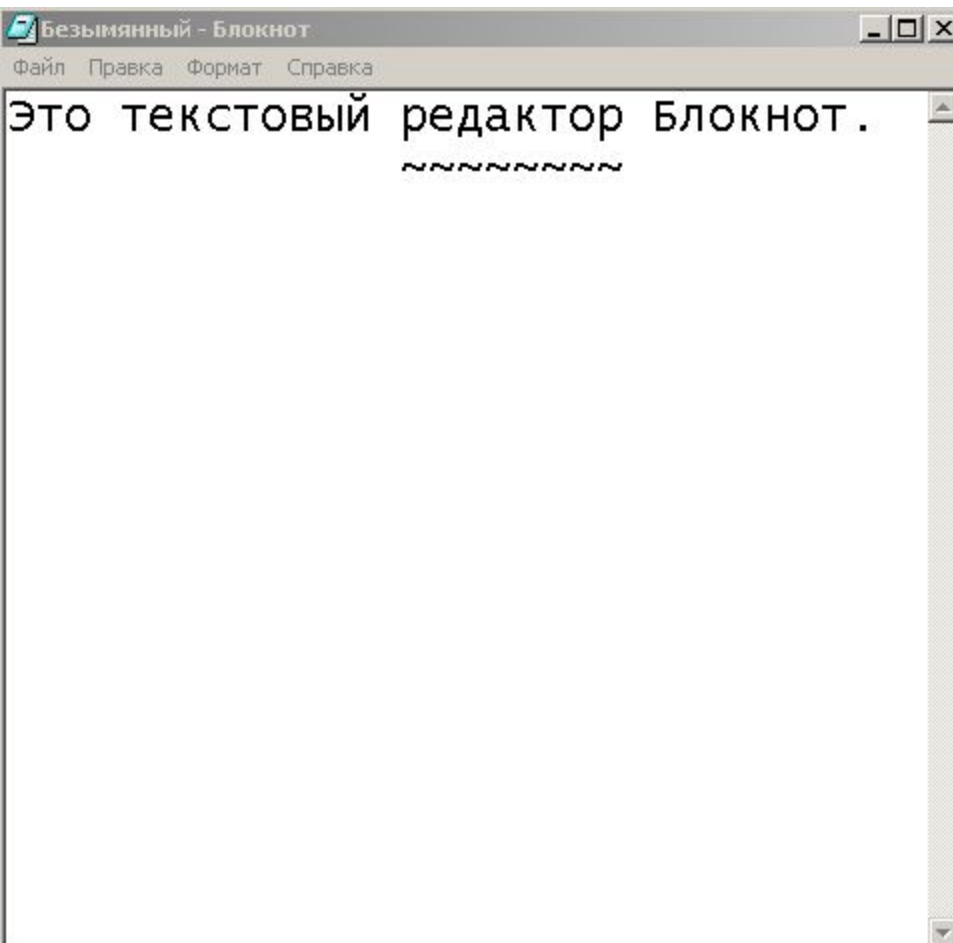 Безымянный - Блокнот
Файл Правка Формат Справка
Это текстовый редактор Блокнот.
~~~~~~~~